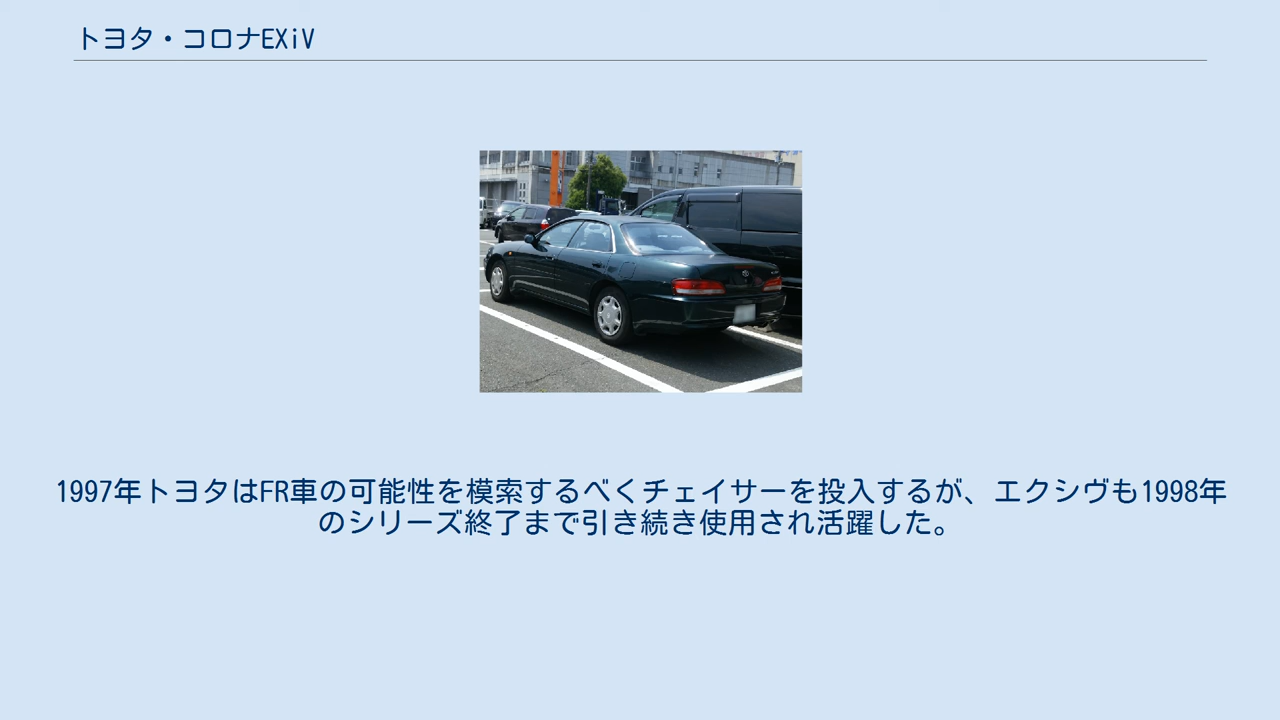 トヨタ・コロナEXiV
1997年トヨタはFR車の可能性を模索するべくチェイサーを投入するが、エクシヴも1998年
のシリーズ終了まで引き続き使用され活躍した。